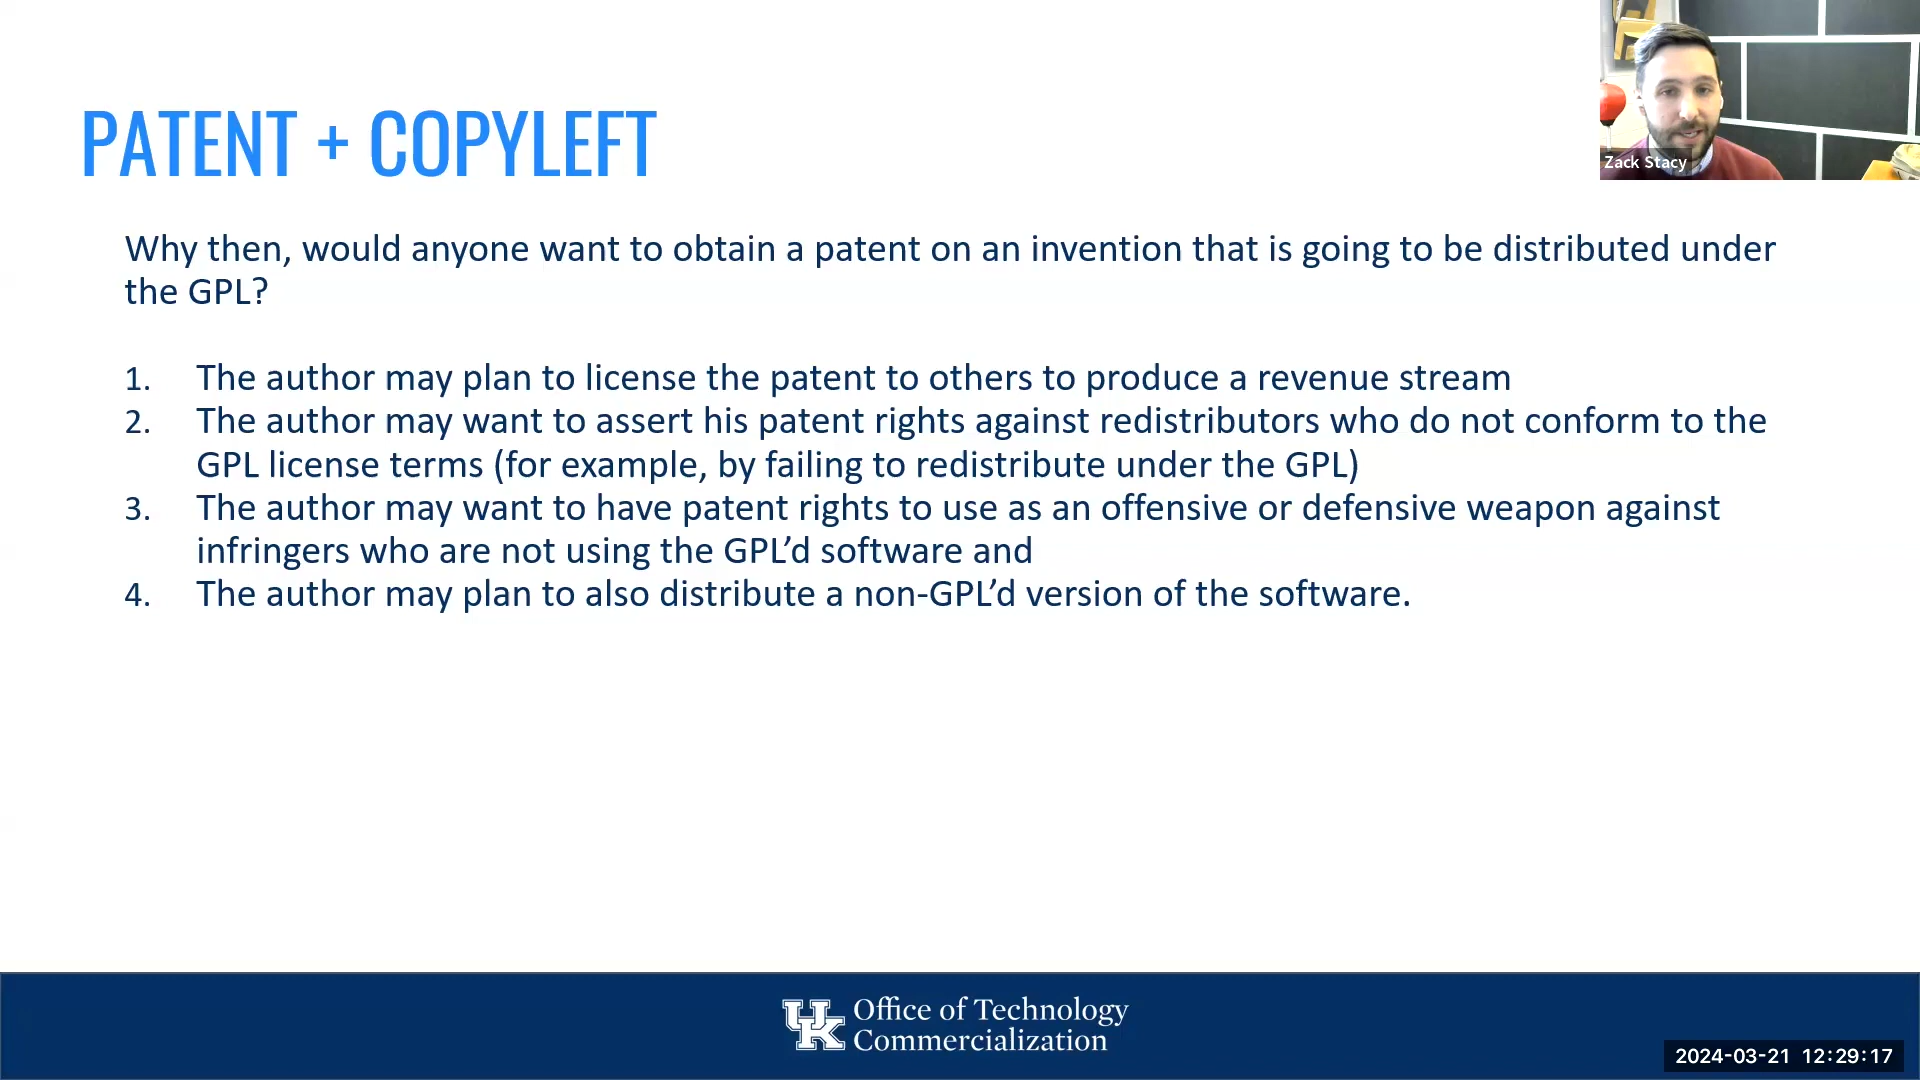 PATENT + COPYLEFT
Zack Stacy
Why then, would anyone want to obtain a patent on an invention that is going to be distributed under
the GPL?
1. The author may plan to license the patent to others to produce a revenue stream
2. The author may want to assert his patent rights against redistributors who do not conform to the
GPL license terms (for example, by failing to redistribute under the GPL)
3. The author may want to have patent rights to use as an offensive or defensive weapon against
infringers who are not using the GPL’d software and
4. The author may plan to also distribute a non-GPL’d version of the software.
UK
Office of Technology
Commercialization
2024-03-21 12:29:17